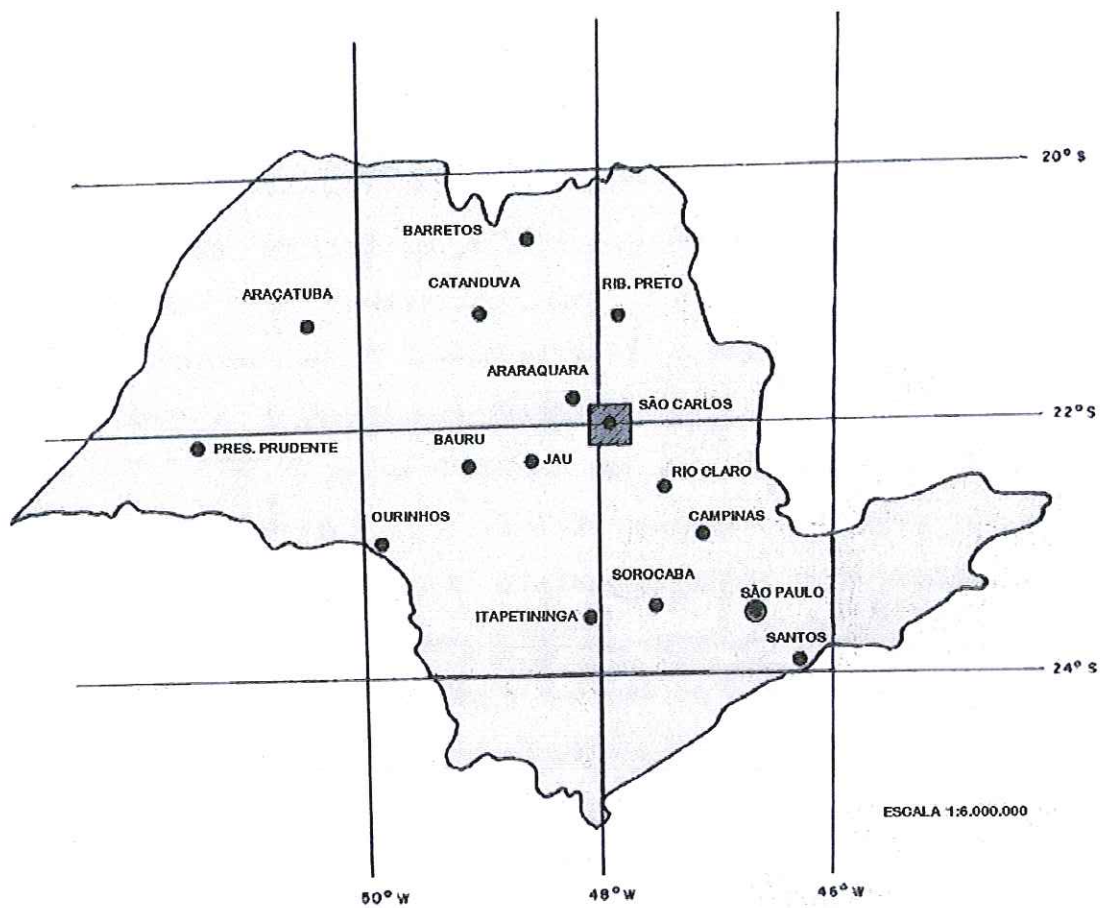 20° S
BARRETOS
CATANDUVA
RIB. PRETO
ARAÇATUBA
ARARAQUARA
SÃO CARLOS
22° S
BAURU
PRES. PRUDENTE
JAU
RIO CLARO
OURINHOS
CAMPINAS
SOROCABA
SÃO PAULO
ITAPETININGA
SANTOS
24° S
ESCALA 1:6.000.000
50° W
48° W
46° W